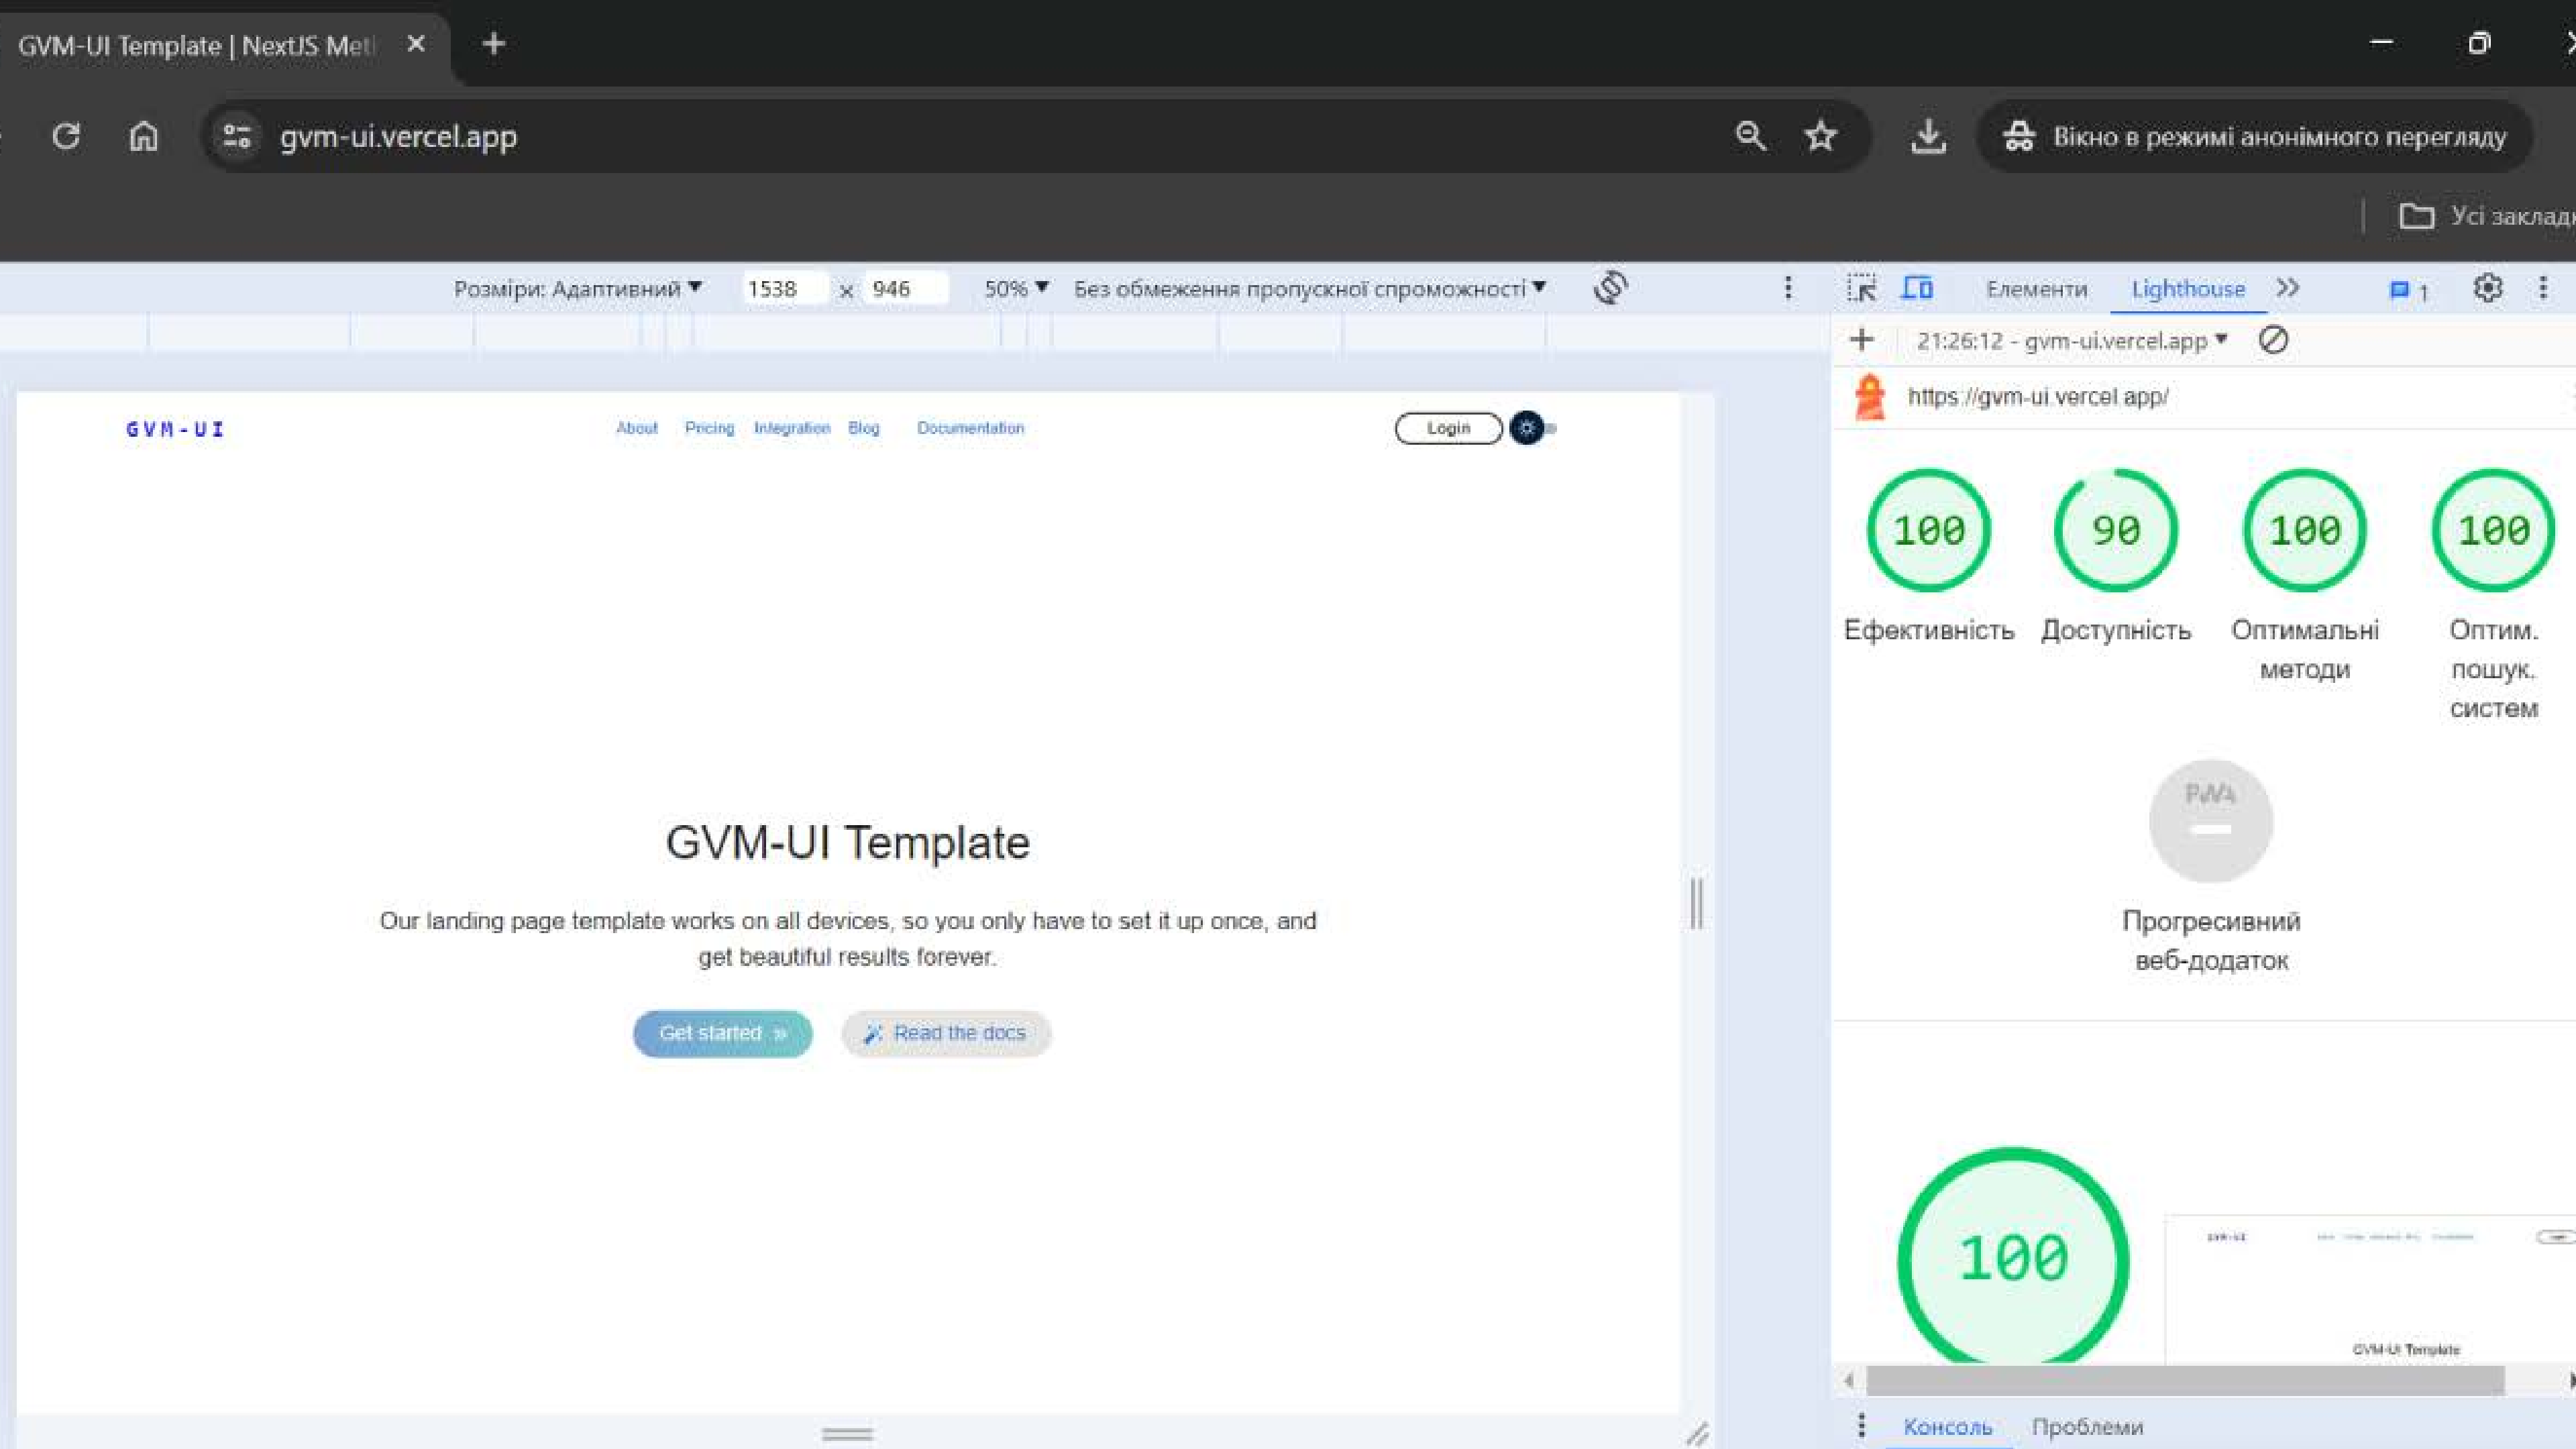 GVM-UI Template | NextJS Met
gvm-ui.vercel.app
Вікно в режимі анонімного перегляду
Усі заклад
Розміри: Адаптивний 1538 x 946 50% Без обмеження пропускної спроможності
Елементи Lighthouse 1
21:26:12 - gvm-ui.vercel.app
https://gvm-ui.vercel.app/
GVM-UI About Pricing Integration Blog Documentation Login
100 90 100 100
Ефективність Доступність Оптимальні методи Оптим. пошук. систем
PWA
Прогресивний
веб-додаток
GVM-UI Template
Our landing page template works on all devices, so you only have to set it up once, and
get beautiful results forever.
Get started » Read the docs
100
GVM-UI
GVM-UI Template
Консоль Проблеми